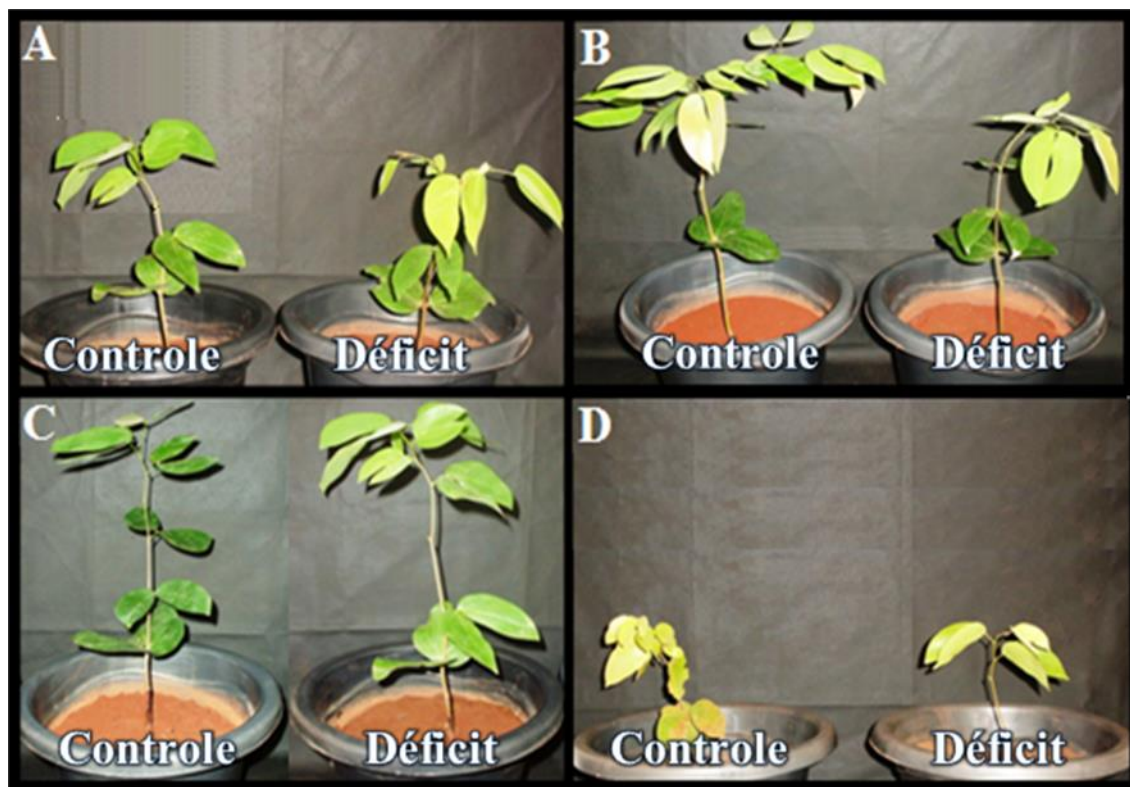 A
Controle
Déficit
B
Controle
Déficit
C
Controle
Déficit
D
Controle
Déficit